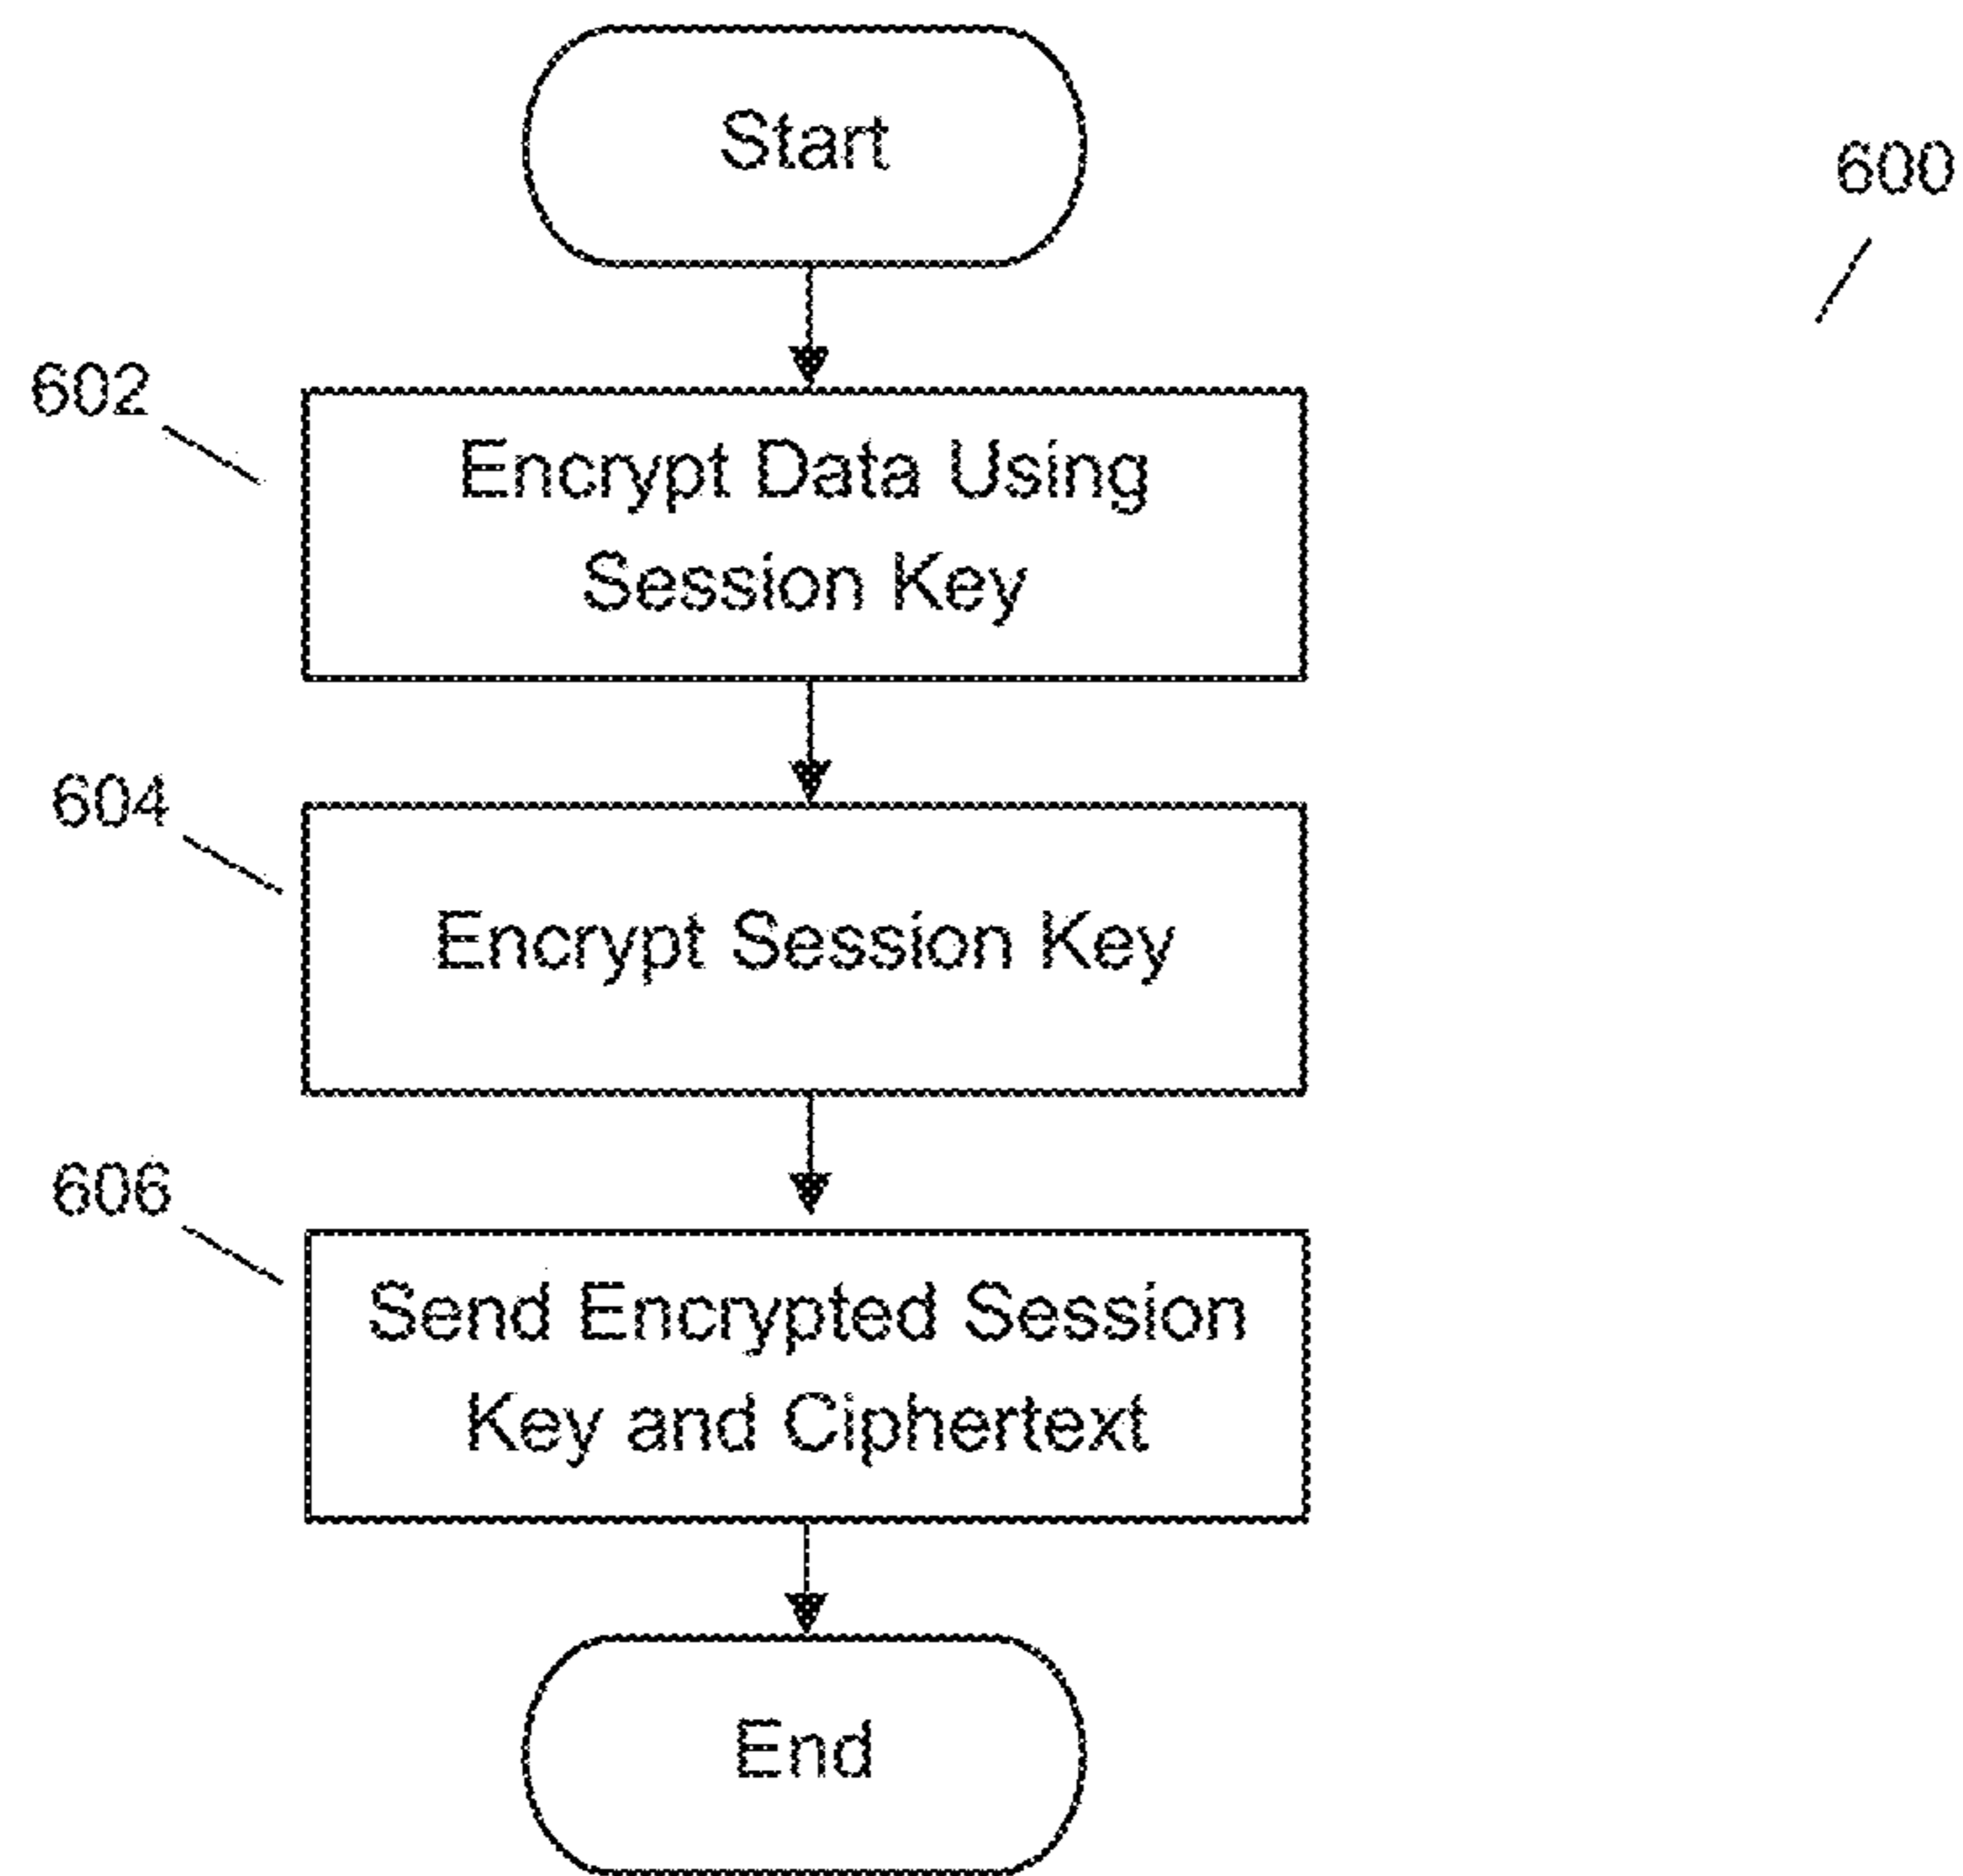 Start
600
602
Encrypt Data Using
Session Key
604
Encrypt Session Key
606
Send Encrypted Session
Key and Ciphertext
End